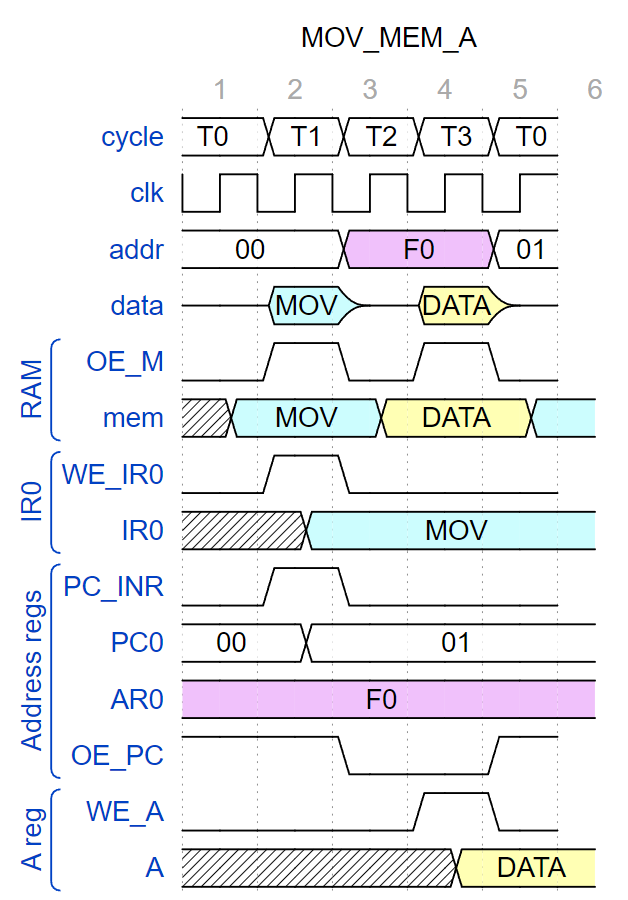 MOV_MEM_A
1 2 3 4 5 6
cycle T0 T1 T2 T3 T0
clk
addr 00 F0 01
data MOV DATA
RAM
OE_M
mem MOV DATA
IR0
WE_IR0
IR0 MOV
Address regs
PC_INR
PC0 00 01
AR0 F0
OE_PC
A reg
WE_A
A DATA